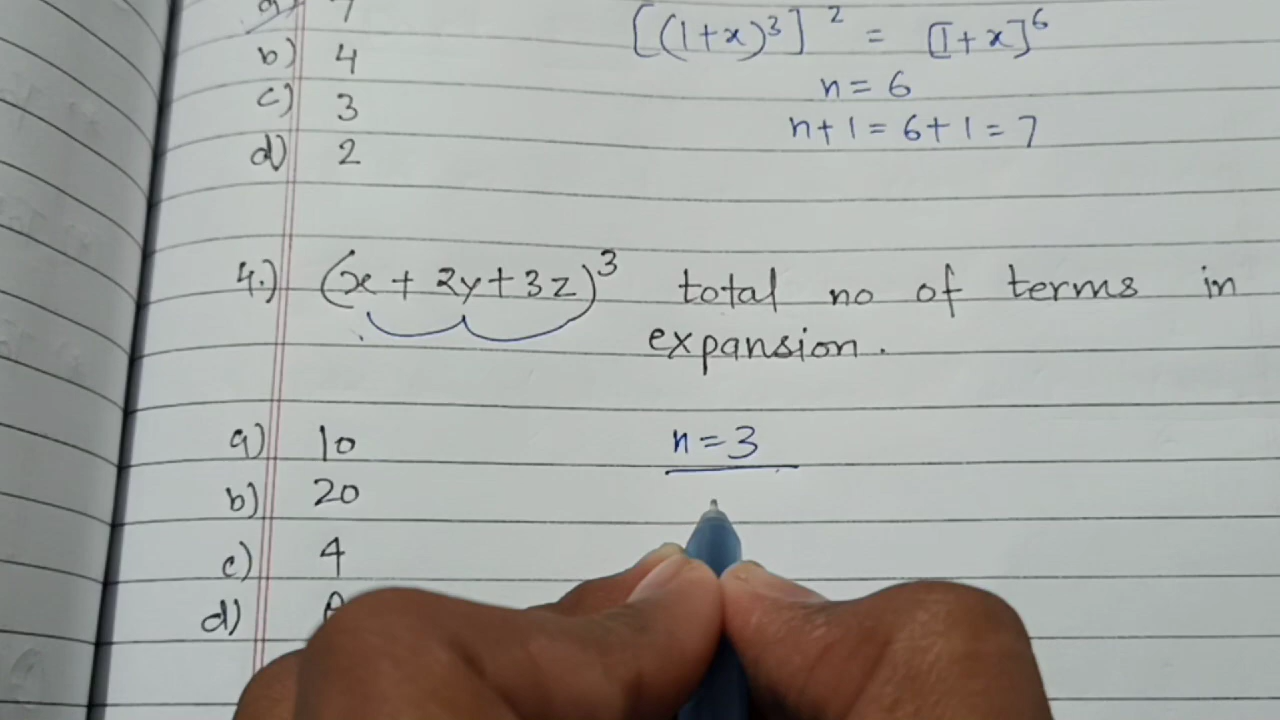 7
[(1+x)³]² = [1+x]⁶
b) 4
n = 6
c) 3
n+1 = 6+1 = 7
d) 2
4.) (x + 2y + 3z)³ total no of terms in
expansion.
a) 10
n = 3
b) 20
c) 4
d)